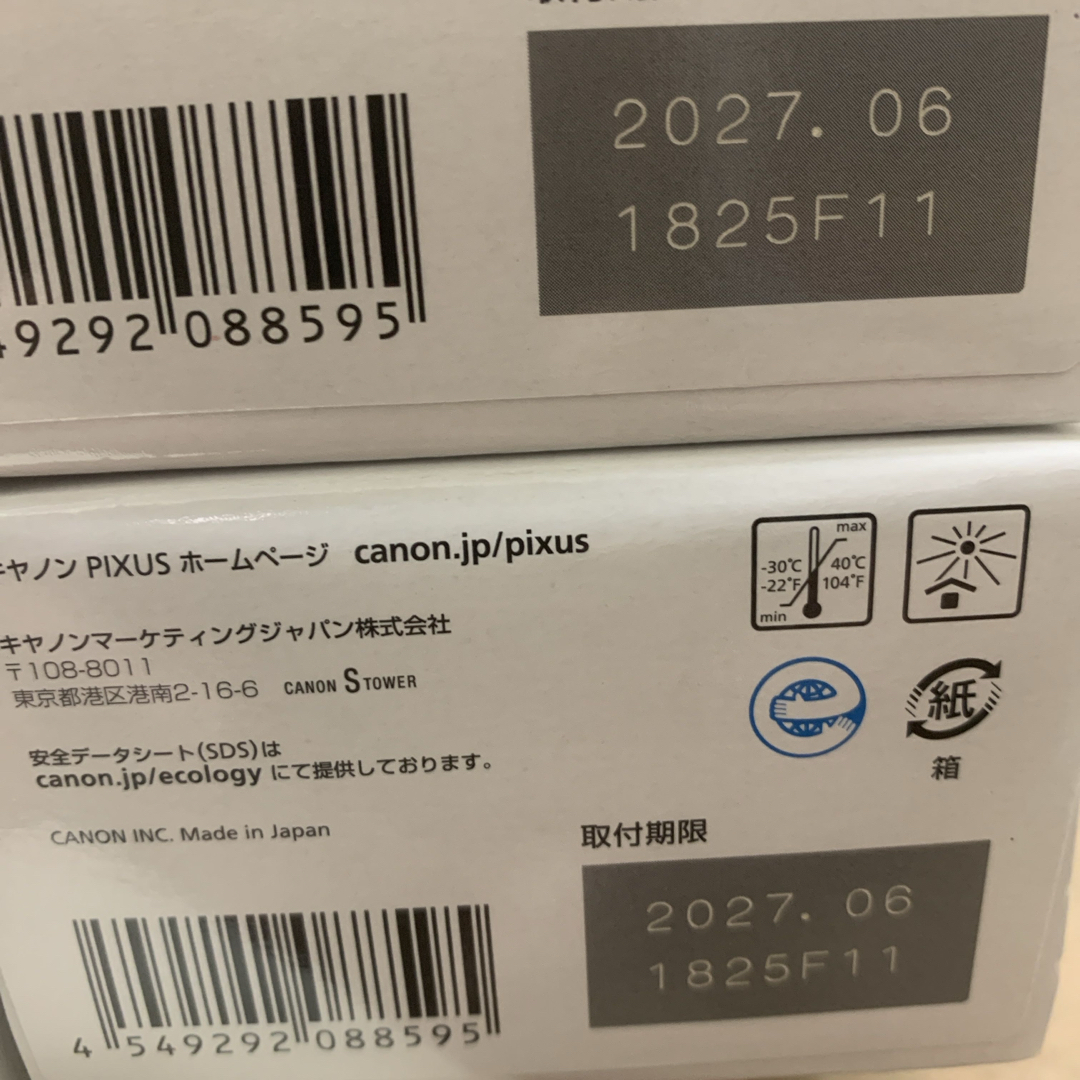 2027. 06
1825F11
49292 088595
キヤノン PIXUS ホームページ canon.jp/pixus
キヤノンマーケティングジャパン株式会社
〒108-8011
東京都港区港南2-16-6 CANON S TOWER
安全データシート(SDS)は
canon.jp/ecology にて提供しております。
CANON INC. Made in Japan
max
-30℃ 40℃
-22°F 104°F
min
紙
箱
取付期限
2027. 06
1825F11
4 549292 088595